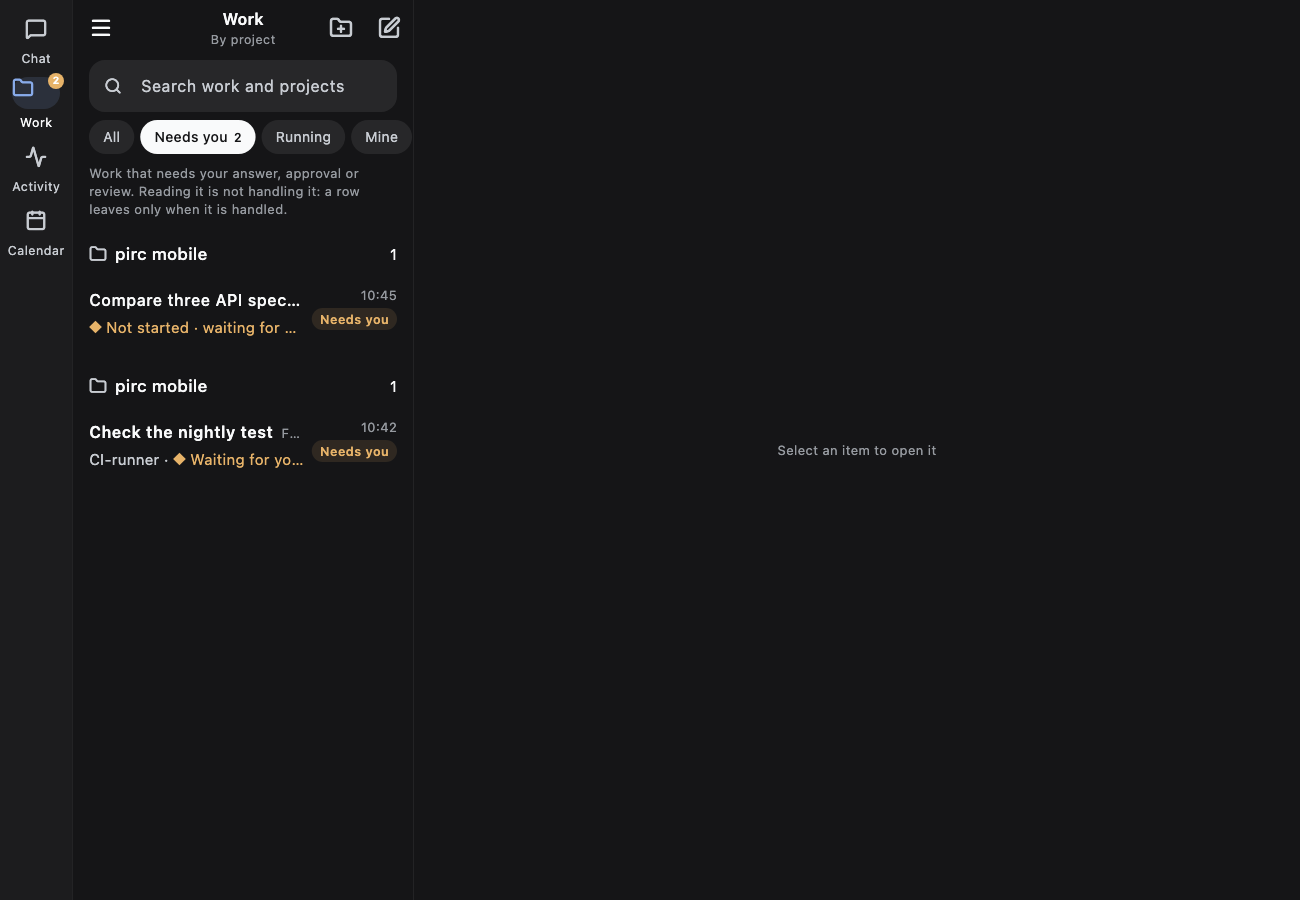 Chat
2
Work
Activity
Calendar
Work
By project
Search work and projects
All
Needs you 2
Running
Mine
Work that needs your answer, approval or
review. Reading it is not handling it: a row
leaves only when it is handled.
pirc mobile 1
Compare three API spec... 10:45
Not started · waiting for ... Needs you
pirc mobile 1
Check the nightly test F... 10:42
CI-runner · Waiting for yo... Needs you
Select an item to open it